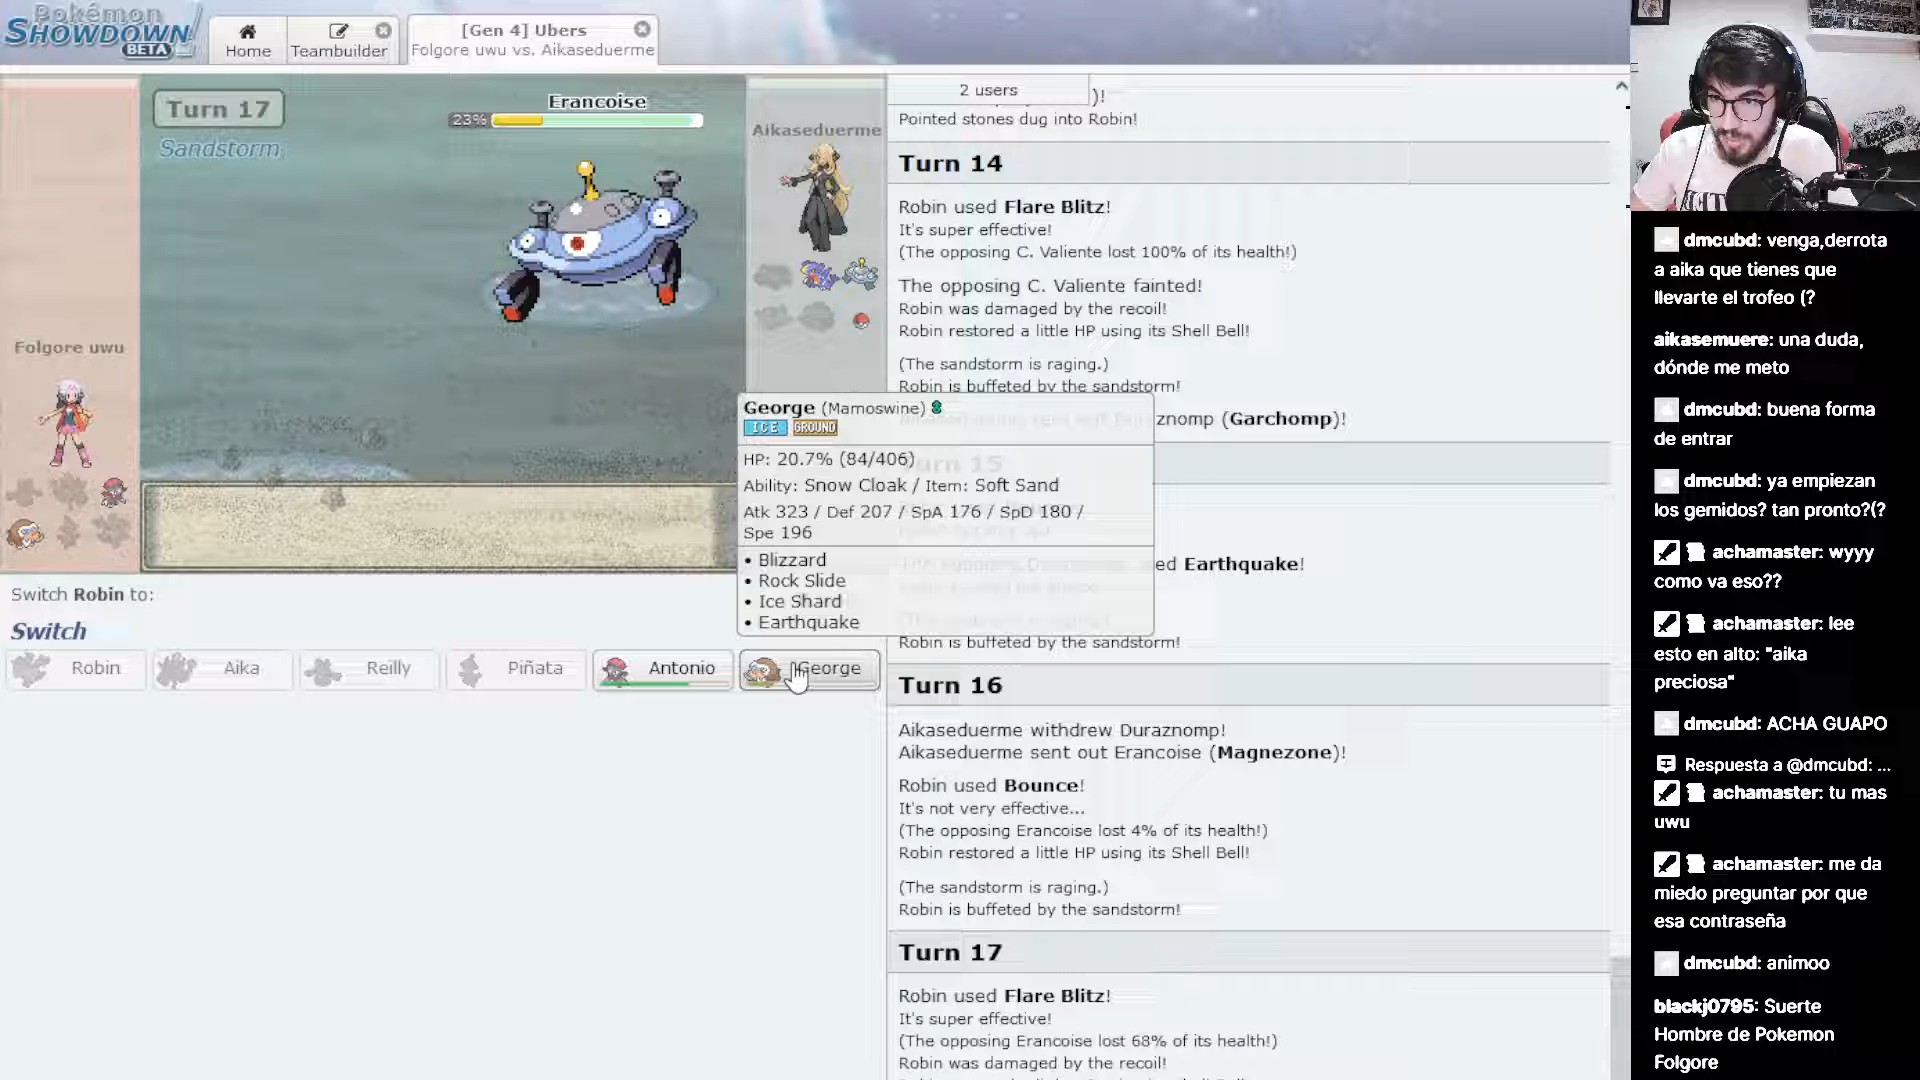 Pokémon
SHOWDOWN
BETA
Home
Teambuilder
[Gen 4] Ubers
Folgore uwu vs. Aikaseduerme
Turn 17
Sandstorm
Erancoise
23%
Aikaseduerme
Folgore uwu
2 users
)!
Pointed stones dug into Robin!
Turn 14
Robin used Flare Blitz!
It's super effective!
(The opposing C. Valiente lost 100% of its health!)
The opposing C. Valiente fainted!
Robin was damaged by the recoil!
Robin restored a little HP using its Shell Bell!
(The sandstorm is raging.)
Robin is buffeted by the sandstorm!
znomp (Garchomp)!
George (Mamoswine)
ICE GROUND
HP: 20.7% (84/406)
Ability: Snow Cloak / Item: Soft Sand
Atk 323 / Def 207 / SpA 176 / SpD 180 /
Spe 196
• Blizzard
• Rock Slide
• Ice Shard
• Earthquake
Turn 15
ed Earthquake!
Robin is buffeted by the sandstorm!
Turn 16
Aikaseduerme withdrew Duraznomp!
Aikaseduerme sent out Erancoise (Magnezone)!
Robin used Bounce!
It's not very effective...
(The opposing Erancoise lost 4% of its health!)
Robin restored a little HP using its Shell Bell!
(The sandstorm is raging.)
Robin is buffeted by the sandstorm!
Turn 17
Robin used Flare Blitz!
It's super effective!
(The opposing Erancoise lost 68% of its health!)
Robin was damaged by the recoil!
Switch Robin to:
Switch
Robin
Aika
Reilly
Piñata
Antonio
George
dmcubd: venga,derrota
a aika que tienes que
llevarte el trofeo (?
aikasemuere: una duda,
dónde me meto
dmcubd: buena forma
de entrar
dmcubd: ya empiezan
los gemidos? tan pronto?(?
achamaster: wyyy
como va eso??
achamaster: lee
esto en alto: "aika
preciosa"
dmcubd: ACHA GUAPO
Respuesta a @dmcubd: ...
achamaster: tu mas
uwu
achamaster: me da
miedo preguntar por que
esa contraseña
dmcubd: animoo
blackj0795: Suerte
Hombre de Pokemon
Folgore